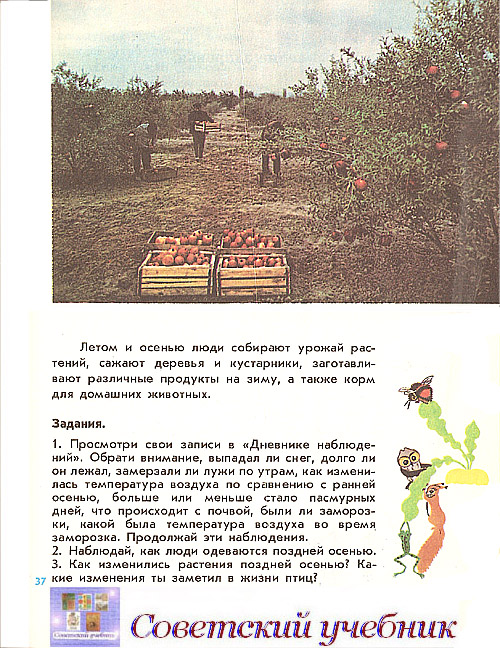 Летом и осенью люди собирают урожай рас-
тений, сажают деревья и кустарники, заготавли-
вают различные продукты на зиму, а также корм
для домашних животных.
Задания.
1. Просмотри свои записи в «Дневнике наблюде-
ний». Обрати внимание, выпадал ли снег, долго ли
он лежал, замерзали ли лужи по утрам, как измени-
лась температура воздуха по сравнению с ранней
осенью, больше или меньше стало пасмурных
дней, что происходит с почвой, были ли замороз-
ки, какой была температура воздуха во время
заморозка. Продолжай эти наблюдения.
2. Наблюдай, как люди одеваются поздней осенью.
3. Как изменились растения поздней осенью? Ка-
37 кие изменения ты заметил в жизни птиц?
Советский учебник
Советский учебник